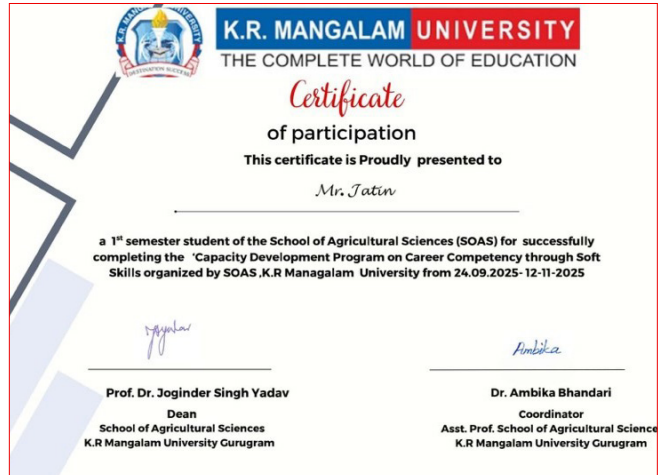 K.R. MANGALAM UNIVERSITY
THE COMPLETE WORLD OF EDUCATION
K.R. MANGALAM UNIVERSITY
DESTINATION SUCCESS
Certificate
of participation
This certificate is Proudly presented to
Mr. Jatin
a 1st semester student of the School of Agricultural Sciences (SOAS) for successfully
completing the 'Capacity Development Program on Career Competency through Soft
Skills organized by SOAS ,K.R Managalam University from 24.09.2025- 12-11-2025
Ambika
Prof. Dr. Joginder Singh Yadav
Dean
School of Agricultural Sciences
K.R Mangalam University Gurugram
Dr. Ambika Bhandari
Coordinator
Asst. Prof. School of Agricultural Science
K.R Mangalam University Gurugram